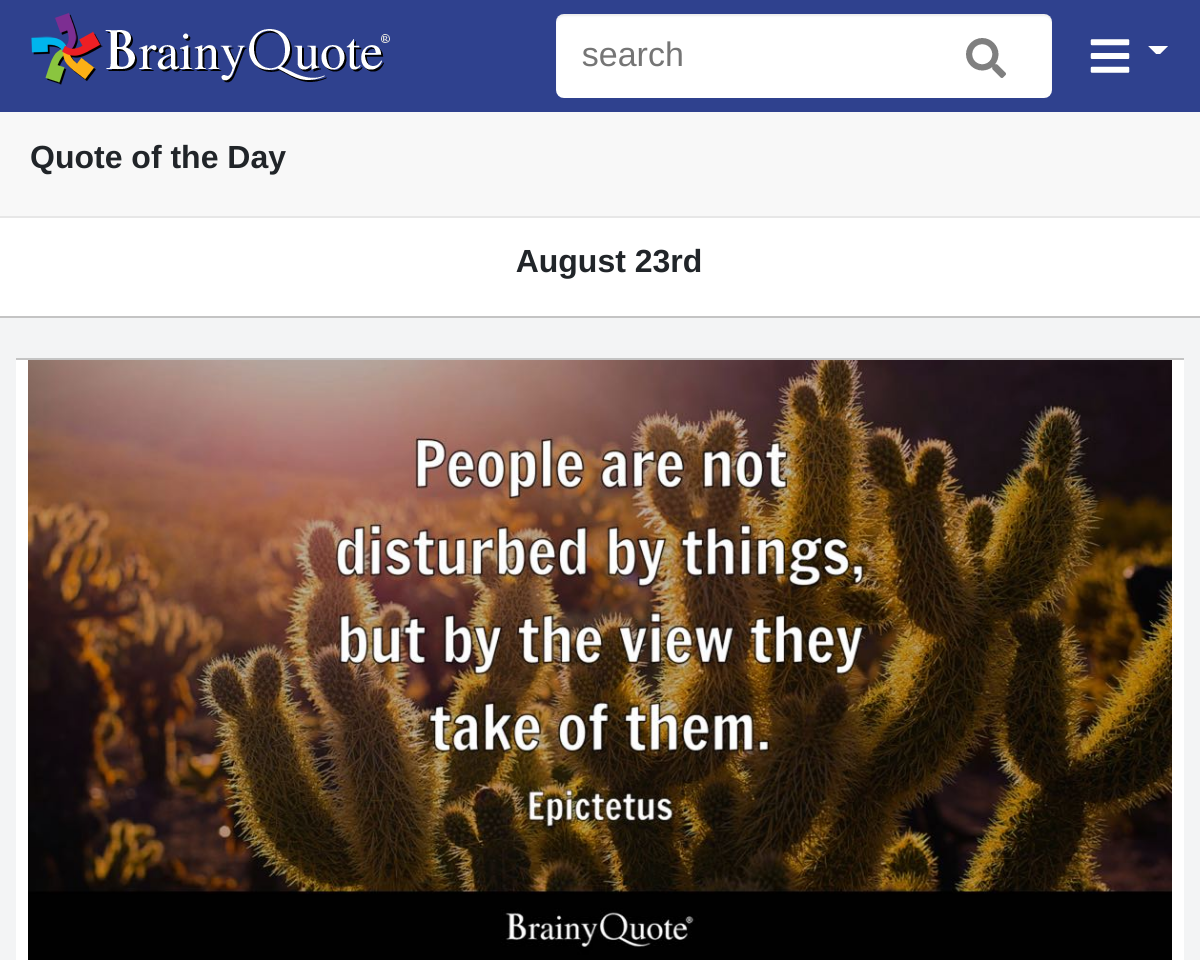 BrainyQuote®
search
Quote of the Day
August 23rd
People are not
disturbed by things,
but by the view they
take of them.
Epictetus
BrainyQuote®